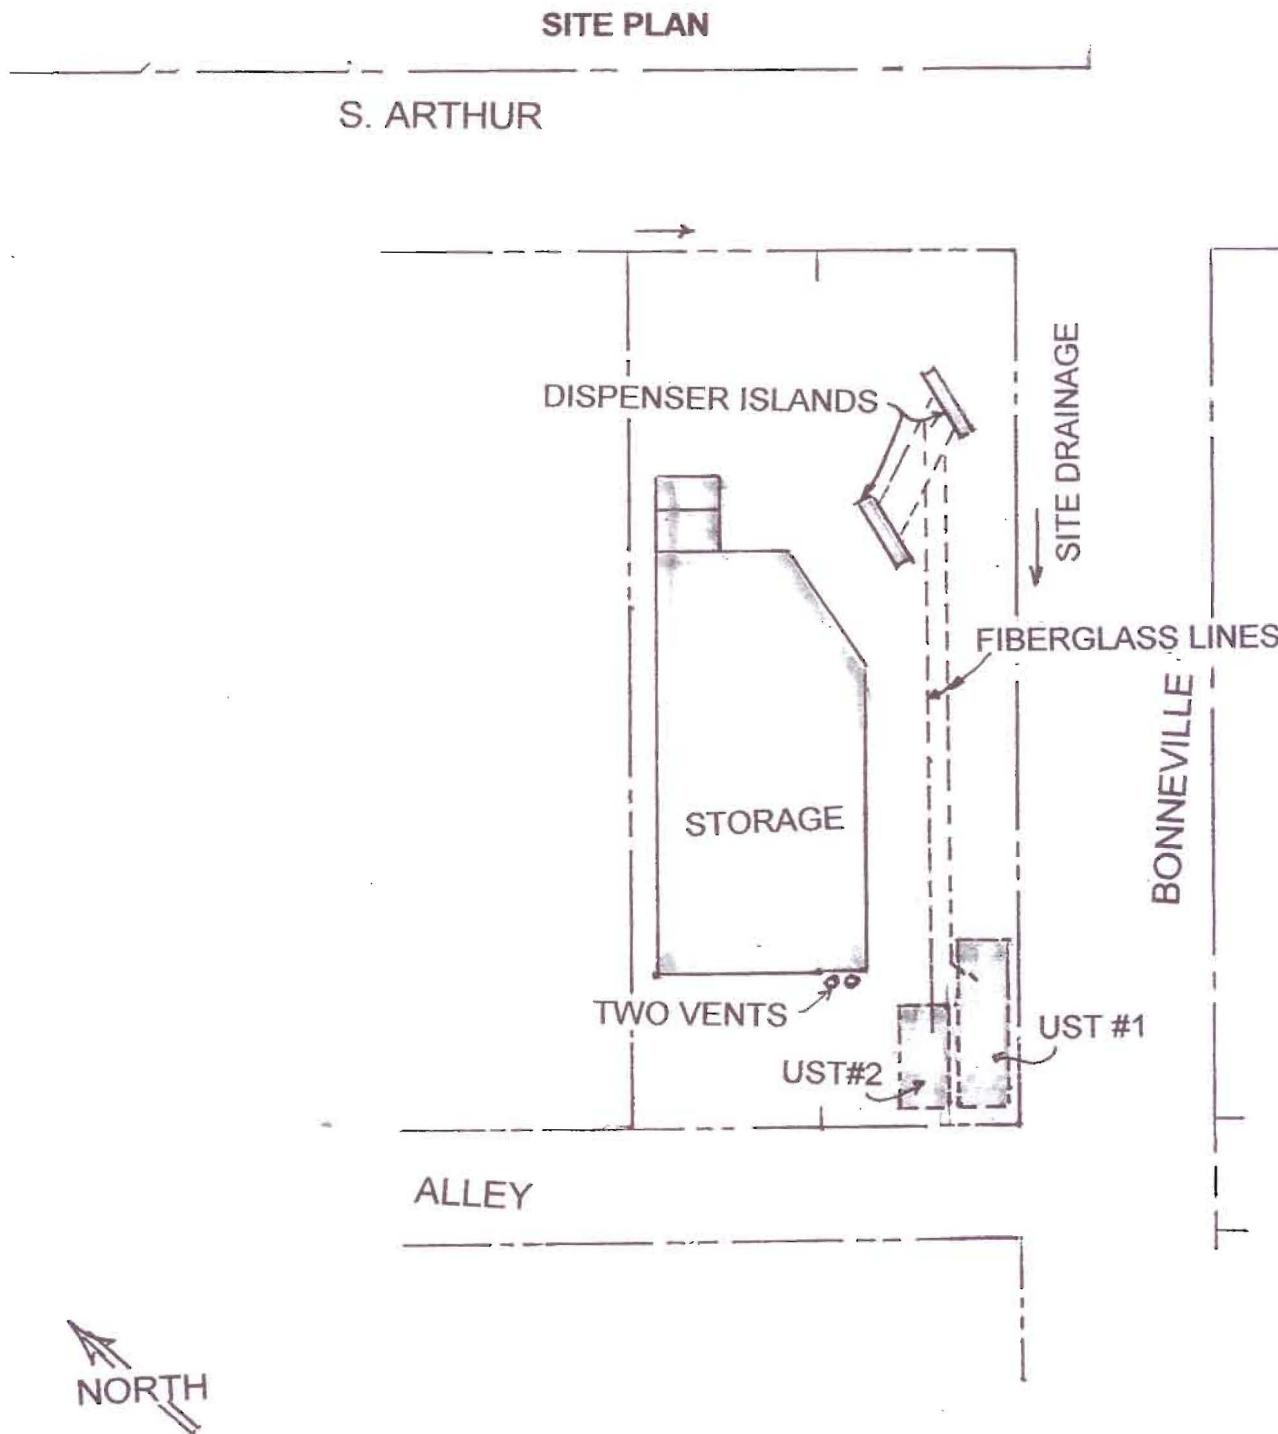 SITE PLAN
S. ARTHUR
DISPENSER ISLANDS
SITE DRAINAGE
FIBERGLASS LINES
BONNEVILLE
STORAGE
TWO VENTS
UST #1
UST#2
ALLEY
NORTH